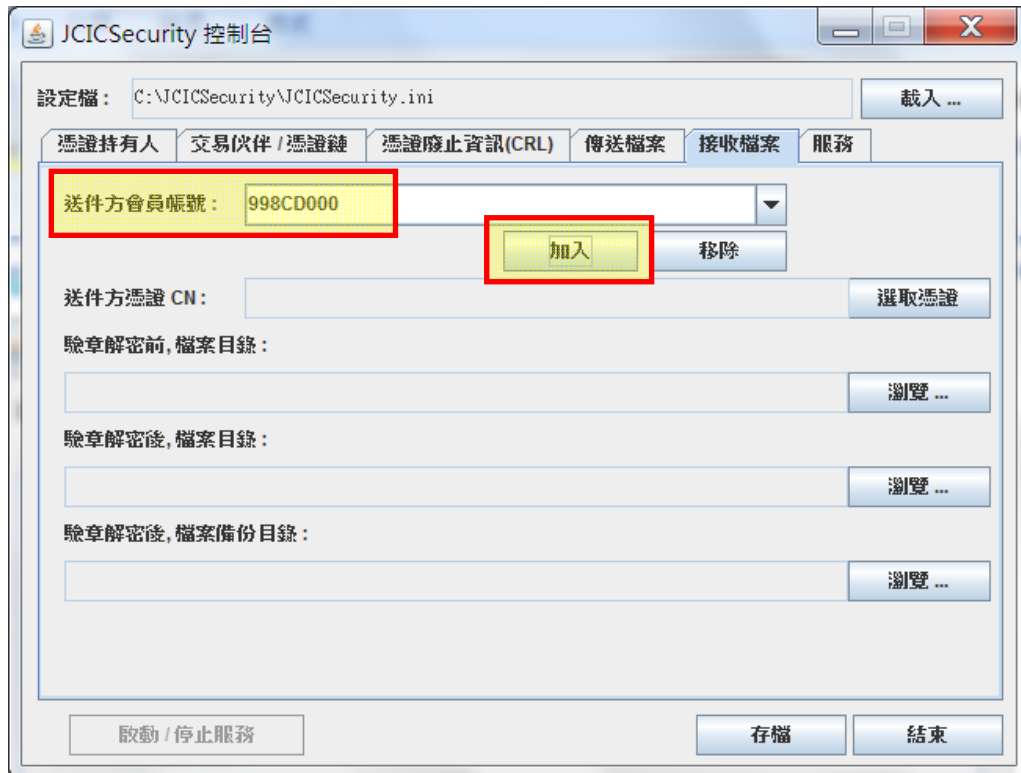 JCICSecurity 控制台
設定檔： C:\JCICSecurity\JCICSecurity.ini 載入 ...
憑證持有人 交易伙伴 / 憑證鏈 憑證廢止資訊(CRL) 傳送檔案 接收檔案 服務
送件方會員帳號： 998CD000
加入 移除
送件方憑證 CN： 選取憑證
驗章解密前, 檔案目錄：
瀏覽 ...
驗章解密後, 檔案目錄：
瀏覽 ...
驗章解密後, 檔案備份目錄：
瀏覽 ...
啟動 / 停止服務 存檔 結束